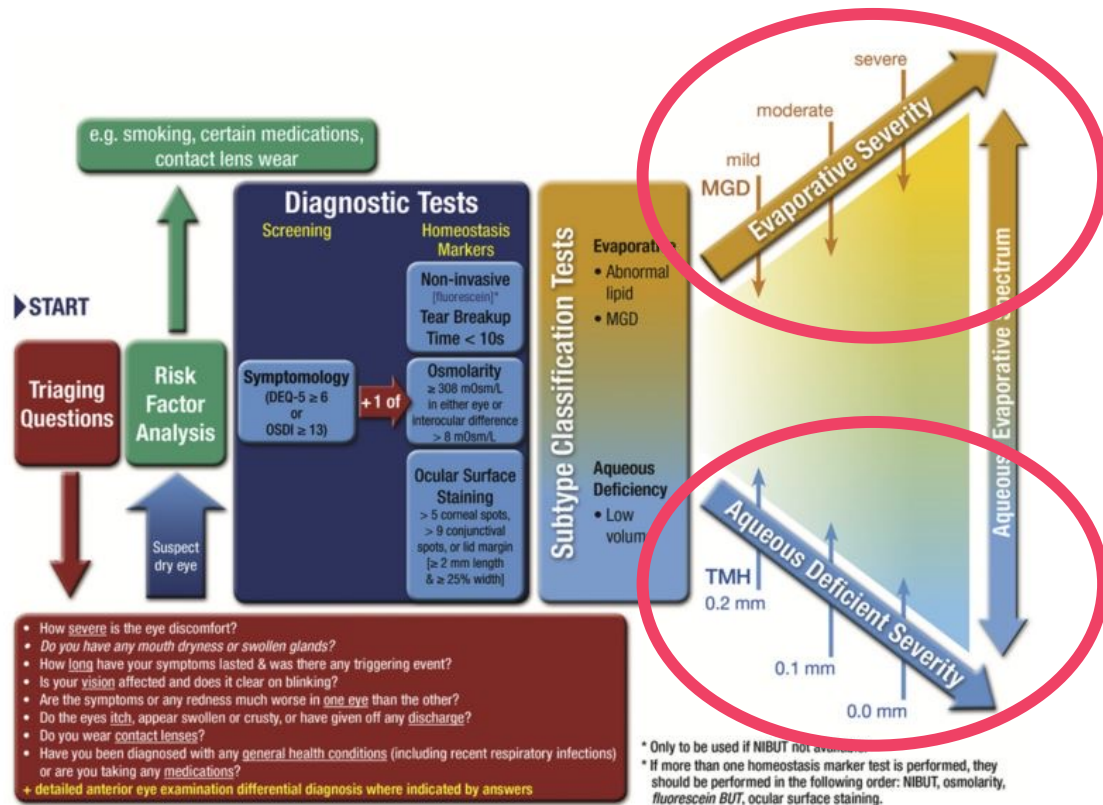 e.g. smoking, certain medications,
contact lens wear
START
Triaging
Questions
Risk
Factor
Analysis
Suspect
dry eye
Diagnostic Tests
Screening
Symptomology
(DEQ-5 ≥ 6
or
OSDI ≥ 13)
+1 of
Homeostasis
Markers
Non-invasive
[fluorescein]*
Tear Breakup
Time < 10s
Osmolarity
≥ 308 mOsm/L
in either eye or
interocular difference
> 8 mOsm/L
Ocular Surface
Staining
> 5 corneal spots,
> 9 conjunctival
spots, or lid margin
[≥ 2 mm length
& ≥ 25% width]
Subtype Classification Tests
Evaporative
• Abnormal
lipid
• MGD
Aqueous
Deficiency
• Low
volume
severe
moderate
mild
MGD
Evaporative Severity
Aqueous Evaporative Spectrum
Aqueous Deficient Severity
TMH
0.2 mm
0.1 mm
0.0 mm
• How severe is the eye discomfort?
• Do you have any mouth dryness or swollen glands?
• How long have your symptoms lasted & was there any triggering event?
• Is your vision affected and does it clear on blinking?
• Are the symptoms or any redness much worse in one eye than the other?
• Do the eyes itch, appear swollen or crusty, or have given off any discharge?
• Do you wear contact lenses?
• Have you been diagnosed with any general health conditions (including recent respiratory infections)
or are you taking any medications?
+ detailed anterior eye examination differential diagnosis where indicated by answers
* Only to be used if NIBUT not available
* If more than one homeostasis marker test is performed, they
should be performed in the following order: NIBUT, osmolarity,
fluorescein BUT, ocular surface staining.